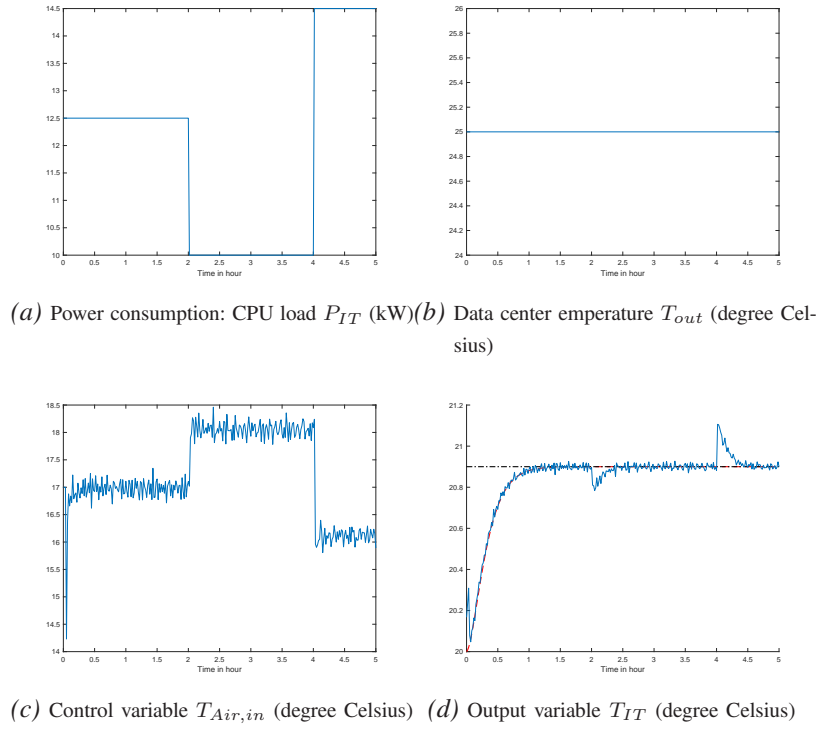 14.5
14
13.5
13
12.5
12
11.5
11
10.5
10
0 0.5 1 1.5 2 2.5 3 3.5 4 4.5 5
Time in hour
26
25.8
25.6
25.4
25.2
25
24.8
24.6
24.4
24.2
24
0 0.5 1 1.5 2 2.5 3 3.5 4 4.5 5
Time in hour
(a) Power consumption: CPU load P_{IT} (kW)
(b) Data center emperature T_{out} (degree Cel-
sius)
18.5
18
17.5
17
16.5
16
15.5
15
14.5
14
0 0.5 1 1.5 2 2.5 3 3.5 4 4.5 5
Time in hour
21.2
21
20.8
20.6
20.4
20.2
20
0 0.5 1 1.5 2 2.5 3 3.5 4 4.5 5
Time in hour
(c) Control variable T_{Air,in} (degree Celsius)
(d) Output variable T_{IT} (degree Celsius)